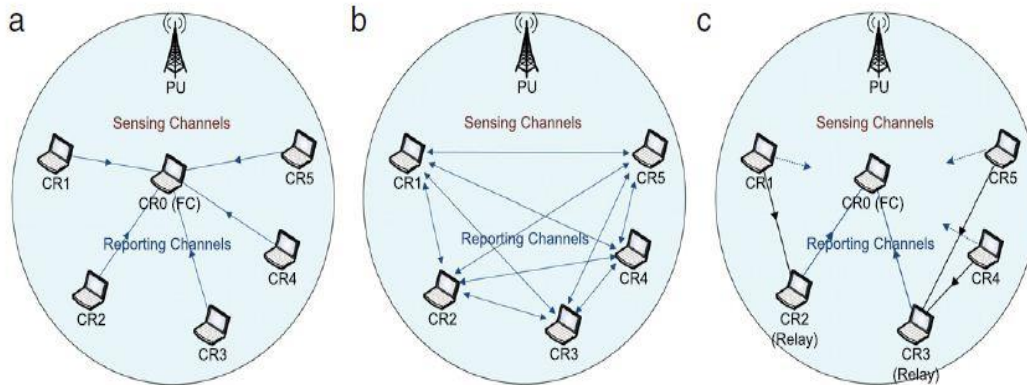 a
PU
Sensing Channels
CR1
CR5
CR0 (FC)
Reporting Channels
CR4
CR2
CR3
b
PU
Sensing Channels
CR1
CR5
Reporting Channels
CR4
CR2
CR3
c
PU
Sensing Channels
CR1
CR5
CR0 (FC)
Reporting Channels
CR4
CR2
(Relay)
CR3
(Relay)